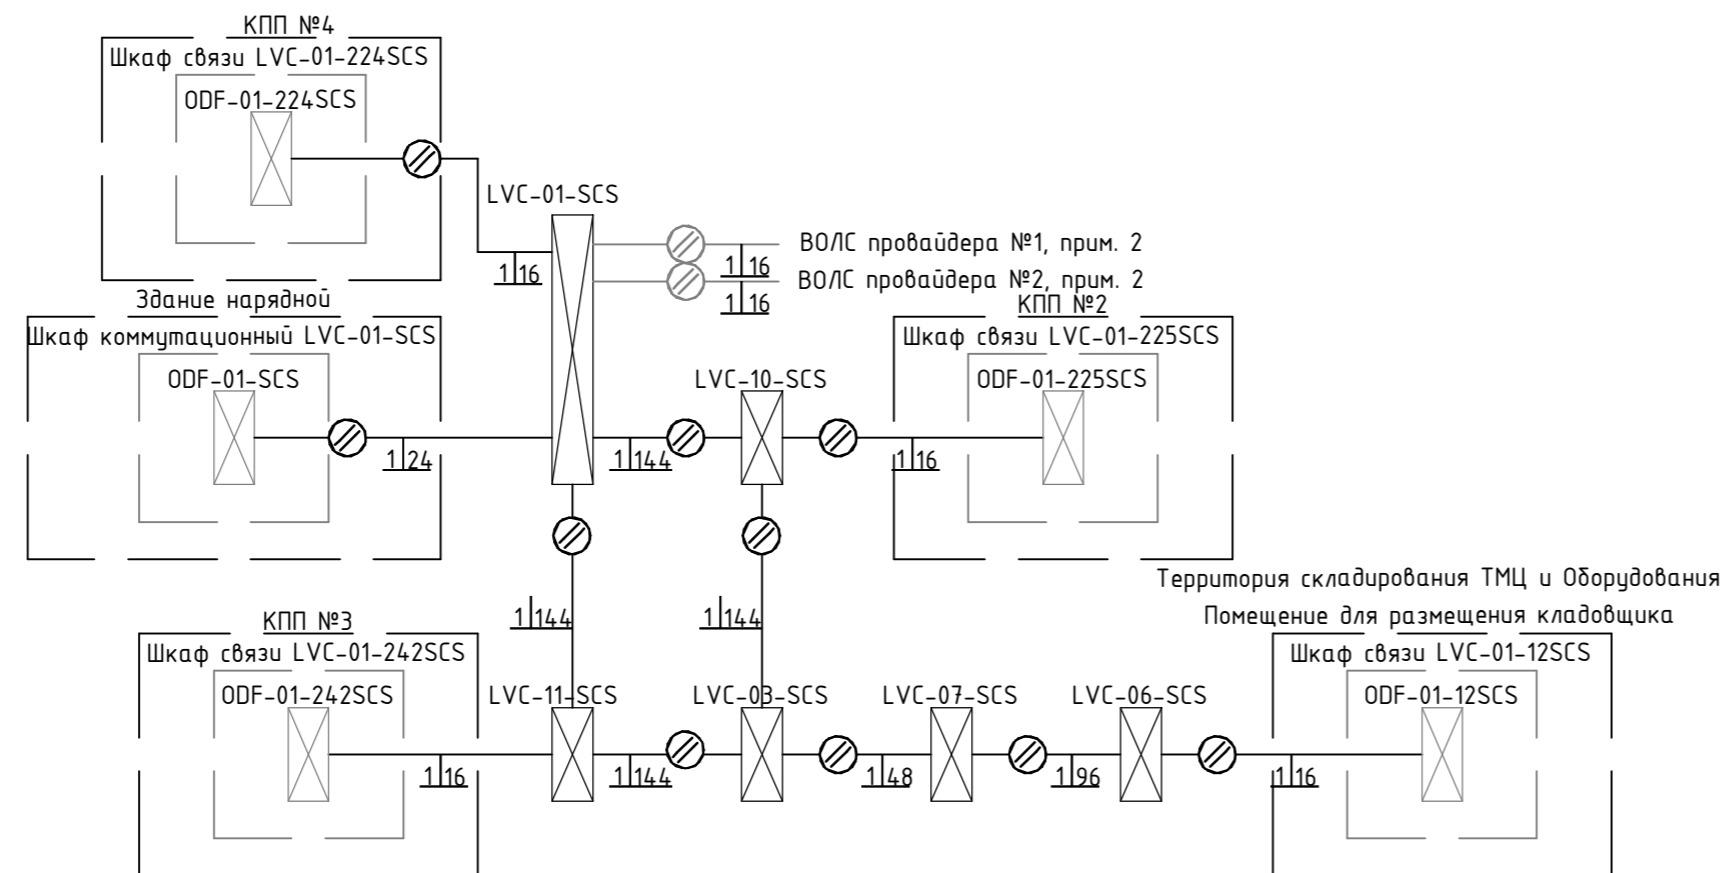 КПП №4
Шкаф связи LVC-01-224SCS
ODF-01-224SCS
LVC-01-SCS
1 16
ВОЛС провайдера №1, прим. 2
1 16
ВОЛС провайдера №2, прим. 2
1 16
Здание нарядной
Шкаф коммутационный LVC-01-SCS
ODF-01-SCS
1 24
1 144
LVC-10-SCS
КПП №2
Шкаф связи LVC-01-225SCS
ODF-01-225SCS
1 16
1 144
1 144
Территория складирования ТМЦ и Оборудования
Помещение для размещения кладовщика
Шкаф связи LVC-01-12SCS
ODF-01-12SCS
КПП №3
Шкаф связи LVC-01-242SCS
ODF-01-242SCS
LVC-11-SCS
LVC-03-SCS
LVC-07-SCS
LVC-06-SCS
1 16
1 144
1 48
1 96
1 16